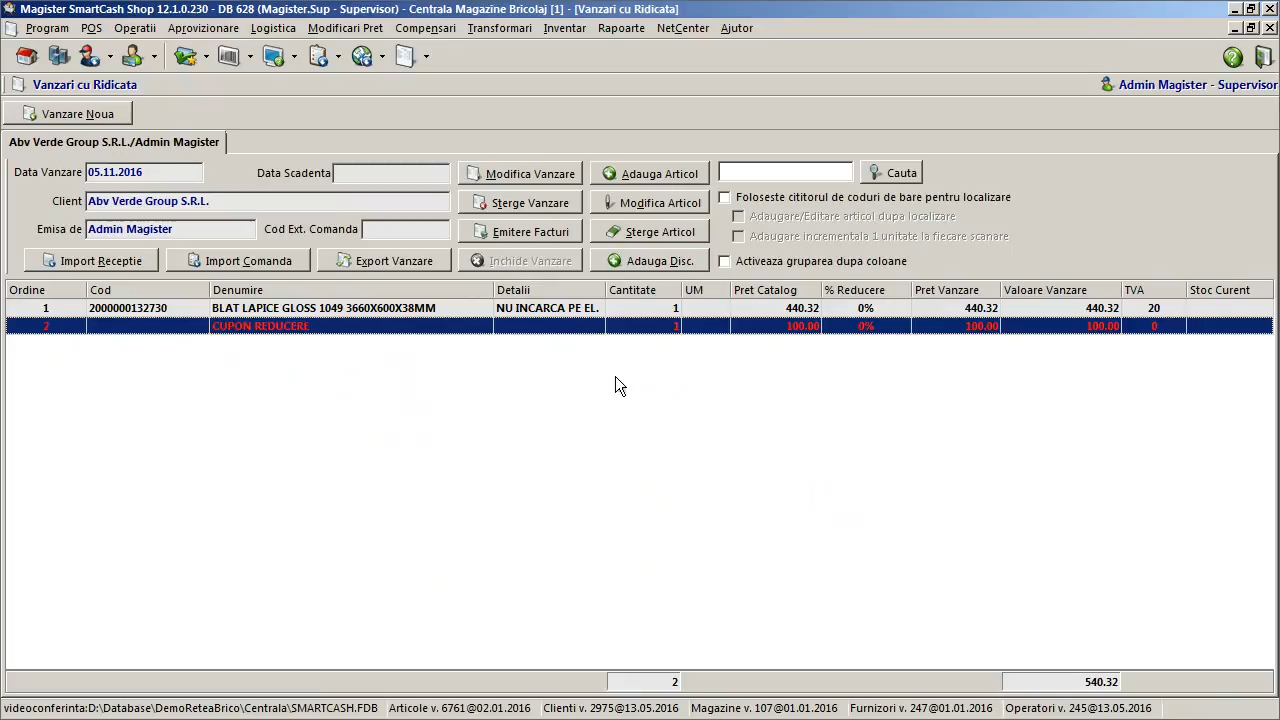 Magister SmartCash Shop 12.1.0.230 - DB 628 (Magister.Sup - Supervisor) - Centrala Magazine Bricolaj [1] - [Vanzari cu Ridicata]
Program POS Operatii Aprovizionare Logistica Modificari Pret Compensari Transformari Inventar Rapoarte NetCenter Ajutor
Vanzari cu Ridicata Admin Magister - Supervisor
Vanzare Noua
Abv Verde Group S.R.L./Admin Magister
Data Vanzare 05.11.2016 Data Scadenta Modifica Vanzare Adauga Articol Cauta
Foloseste cititorul de coduri de bare pentru localizare
Client Abv Verde Group S.R.L. Sterge Vanzare Modifica Articol
Adaugare/Editare articol dupa localizare
Emisa de Admin Magister Cod Ext. Comanda Emitere Facturi Sterge Articol
Adaugare incrementala 1 unitate la fiecare scanare
Import Receptie Import Comanda Export Vanzare Inchide Vanzare Adauga Disc. Activeaza gruparea dupa coloane
Ordine Cod Denumire Detalii Cantitate UM Pret Catalog % Reducere Pret Vanzare Valoare Vanzare TVA Stoc Curent
1 2000000132730 BLAT LAPICE GLOSS 1049 3660X600X38MM NU INCARCA PE EL. 1 440.32 0% 440.32 440.32 20
2 CUPON REDUCERE 1 100.00 0% 100.00 100.00 0
2 540.32
videoconferinta:D:\Database\DemoReteaBrico\Centrala\SMARTCASH.FDB Articole v. 6761@02.01.2016 Clienti v. 2975@13.05.2016 Magazine v. 107@01.01.2016 Furnizori v. 247@01.01.2016 Operatori v. 245@13.05.2016